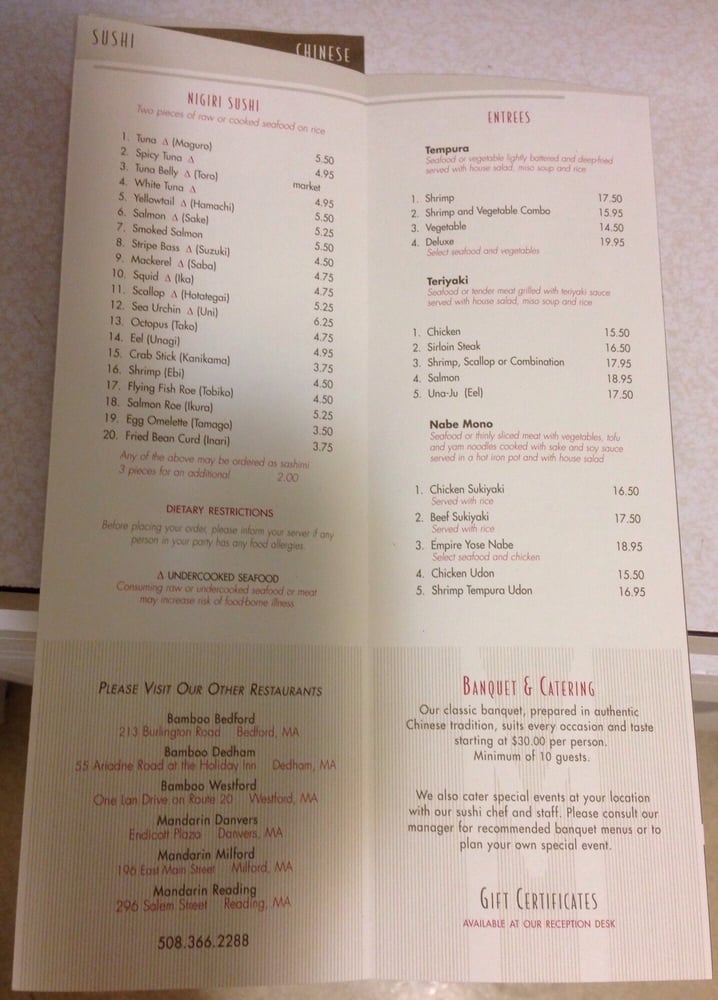 SUSHI
CHINESE
NIGIRI SUSHI
Two pieces of raw or cooked seafood on rice
1. Tuna Δ (Maguro) 5.50
2. Spicy Tuna Δ 4.95
3. Tuna Belly Δ (Toro) market
4. White Tuna Δ 4.95
5. Yellowtail Δ (Hamachi) 5.50
6. Salmon Δ (Sake) 5.25
7. Smoked Salmon 5.50
8. Stripe Bass Δ (Suzuki) 4.50
9. Mackerel Δ (Saba) 4.75
10. Squid Δ (Ika) 4.75
11. Scallop Δ (Hotategai) 5.25
12. Sea Urchin Δ (Uni) 6.25
13. Octopus (Tako) 4.75
14. Eel (Unagi) 4.95
15. Crab Stick (Kanikama) 3.75
16. Shrimp (Ebi) 4.50
17. Flying Fish Roe (Tobiko) 4.50
18. Salmon Roe (Ikura) 5.25
19. Egg Omelette (Tamago) 3.50
20. Fried Bean Curd (Inari) 3.75
Any of the above may be ordered as sashimi
3 pieces for an additional 2.00
DIETARY RESTRICTIONS
Before placing your order, please inform your server if any
person in your party has any food allergies.
Δ UNDERCOOKED SEAFOOD
Consuming raw or undercooked seafood or meat
may increase risk of food-borne illness
PLEASE VISIT OUR OTHER RESTAURANTS
Bamboo Bedford
213 Burlington Road Bedford, MA
Bamboo Dedham
55 Ariadne Road at the Holiday Inn Dedham, MA
Bamboo Westford
One Lan Drive on Route 20 Westford, MA
Mandarin Danvers
Endicott Plaza Danvers, MA
Mandarin Milford
196 East Main Street Milford, MA
Mandarin Reading
296 Salem Street Reading, MA
508.366.2288
ENTREES
Tempura
Seafood or vegetable lightly battered and deep-fried
served with house salad, miso soup and rice
1. Shrimp 17.50
2. Shrimp and Vegetable Combo 15.95
3. Vegetable 14.50
4. Deluxe 19.95
Select seafood and vegetables
Teriyaki
Seafood or tender meat grilled with teriyaki sauce
served with house salad, miso soup and rice
1. Chicken 15.50
2. Sirloin Steak 16.50
3. Shrimp, Scallop or Combination 17.95
4. Salmon 18.95
5. Una-Ju (Eel) 17.50
Nabe Mono
Seafood or thinly sliced meat with vegetables, tofu
and yam noodles cooked with sake and soy sauce
served in a hot iron pot and with house salad
1. Chicken Sukiyaki 16.50
Served with rice
2. Beef Sukiyaki 17.50
Served with rice
3. Empire Yose Nabe 18.95
Select seafood and chicken
4. Chicken Udon 15.50
5. Shrimp Tempura Udon 16.95
BANQUET & CATERING
Our classic banquet, prepared in authentic
Chinese tradition, suits every occasion and taste
starting at $30.00 per person.
Minimum of 10 guests.
We also cater special events at your location
with our sushi chef and staff. Please consult our
manager for recommended banquet menus or to
plan your own special event.
GIFT CERTIFICATES
AVAILABLE AT OUR RECEPTION DESK